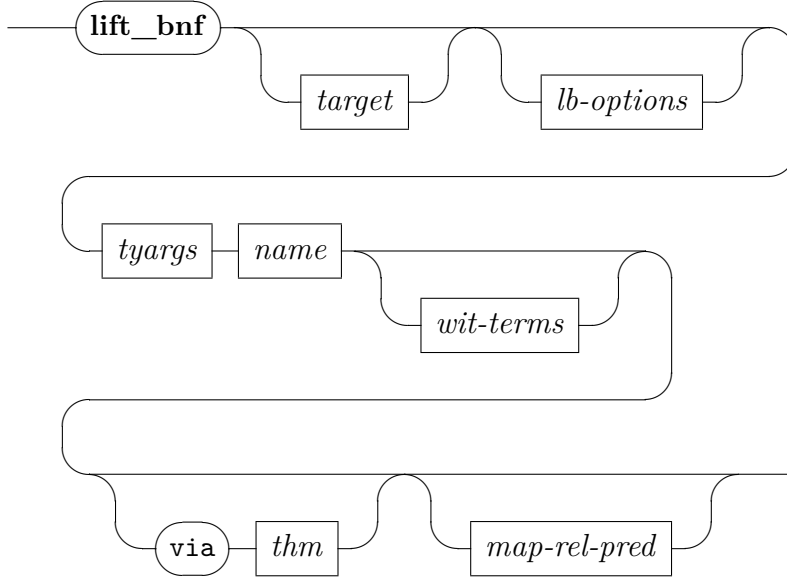 lift_bnf
target lb-options
tyargs name
wit-terms
via thm map-rel-pred